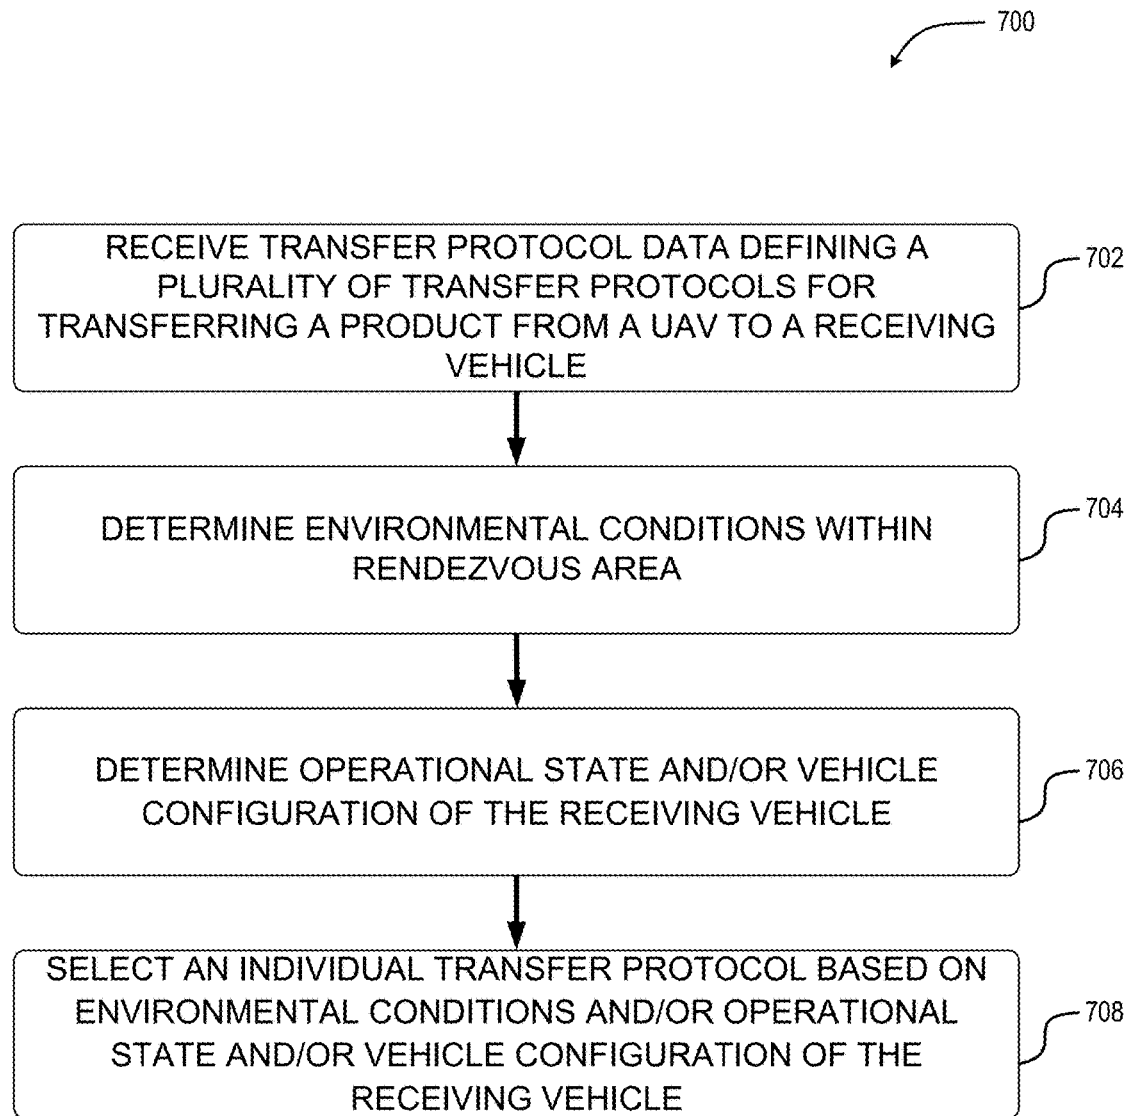 700
RECEIVE TRANSFER PROTOCOL DATA DEFINING A
PLURALITY OF TRANSFER PROTOCOLS FOR
TRANSFERRING A PRODUCT FROM A UAV TO A RECEIVING
VEHICLE
702
DETERMINE ENVIRONMENTAL CONDITIONS WITHIN
RENDEZVOUS AREA
704
DETERMINE OPERATIONAL STATE AND/OR VEHICLE
CONFIGURATION OF THE RECEIVING VEHICLE
706
SELECT AN INDIVIDUAL TRANSFER PROTOCOL BASED ON
ENVIRONMENTAL CONDITIONS AND/OR OPERATIONAL
STATE AND/OR VEHICLE CONFIGURATION OF THE
RECEIVING VEHICLE
708